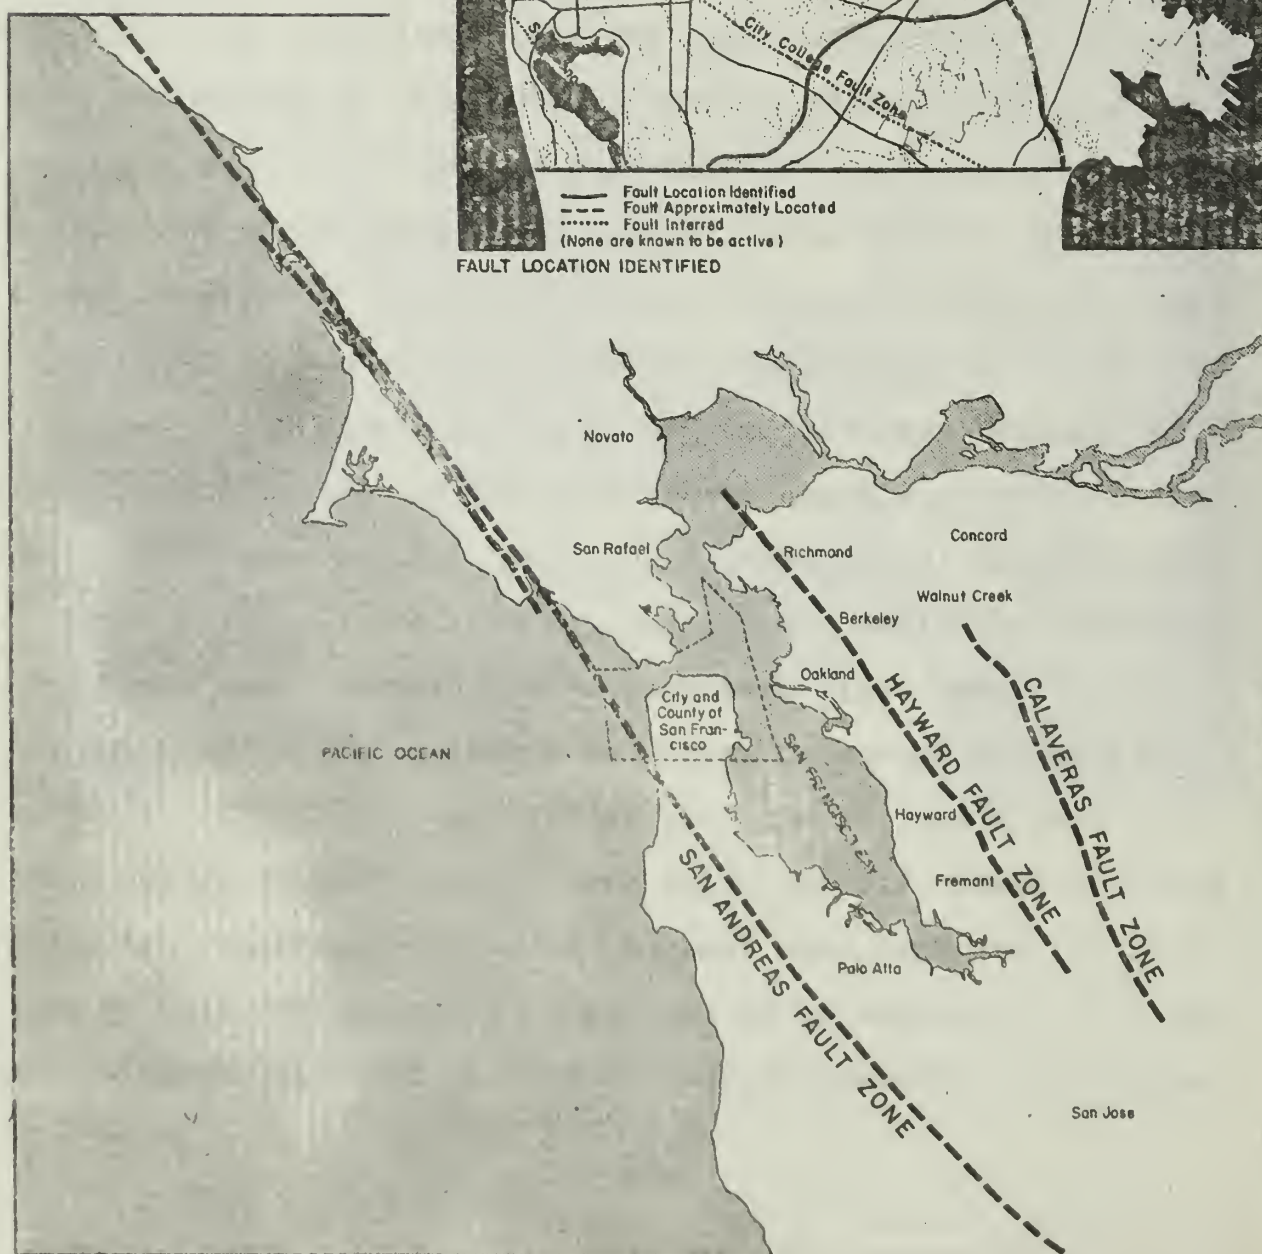 City College Fault Zone
Fault Location Identified
Fault Approximately Located
Fault Inferred
(None are known to be active)
FAULT LOCATION IDENTIFIED
Novato
San Rafael
Richmond
Concord
Walnut Creek
Berkeley
Oakland
City and
County of
San Fran-
cisco
PACIFIC OCEAN
SAN FRANCISCO BAY
HAYWARD FAULT ZONE
CALAVERAS FAULT ZONE
Hayward
Fremont
Palo Alto
SAN ANDREAS FAULT ZONE
San Jose